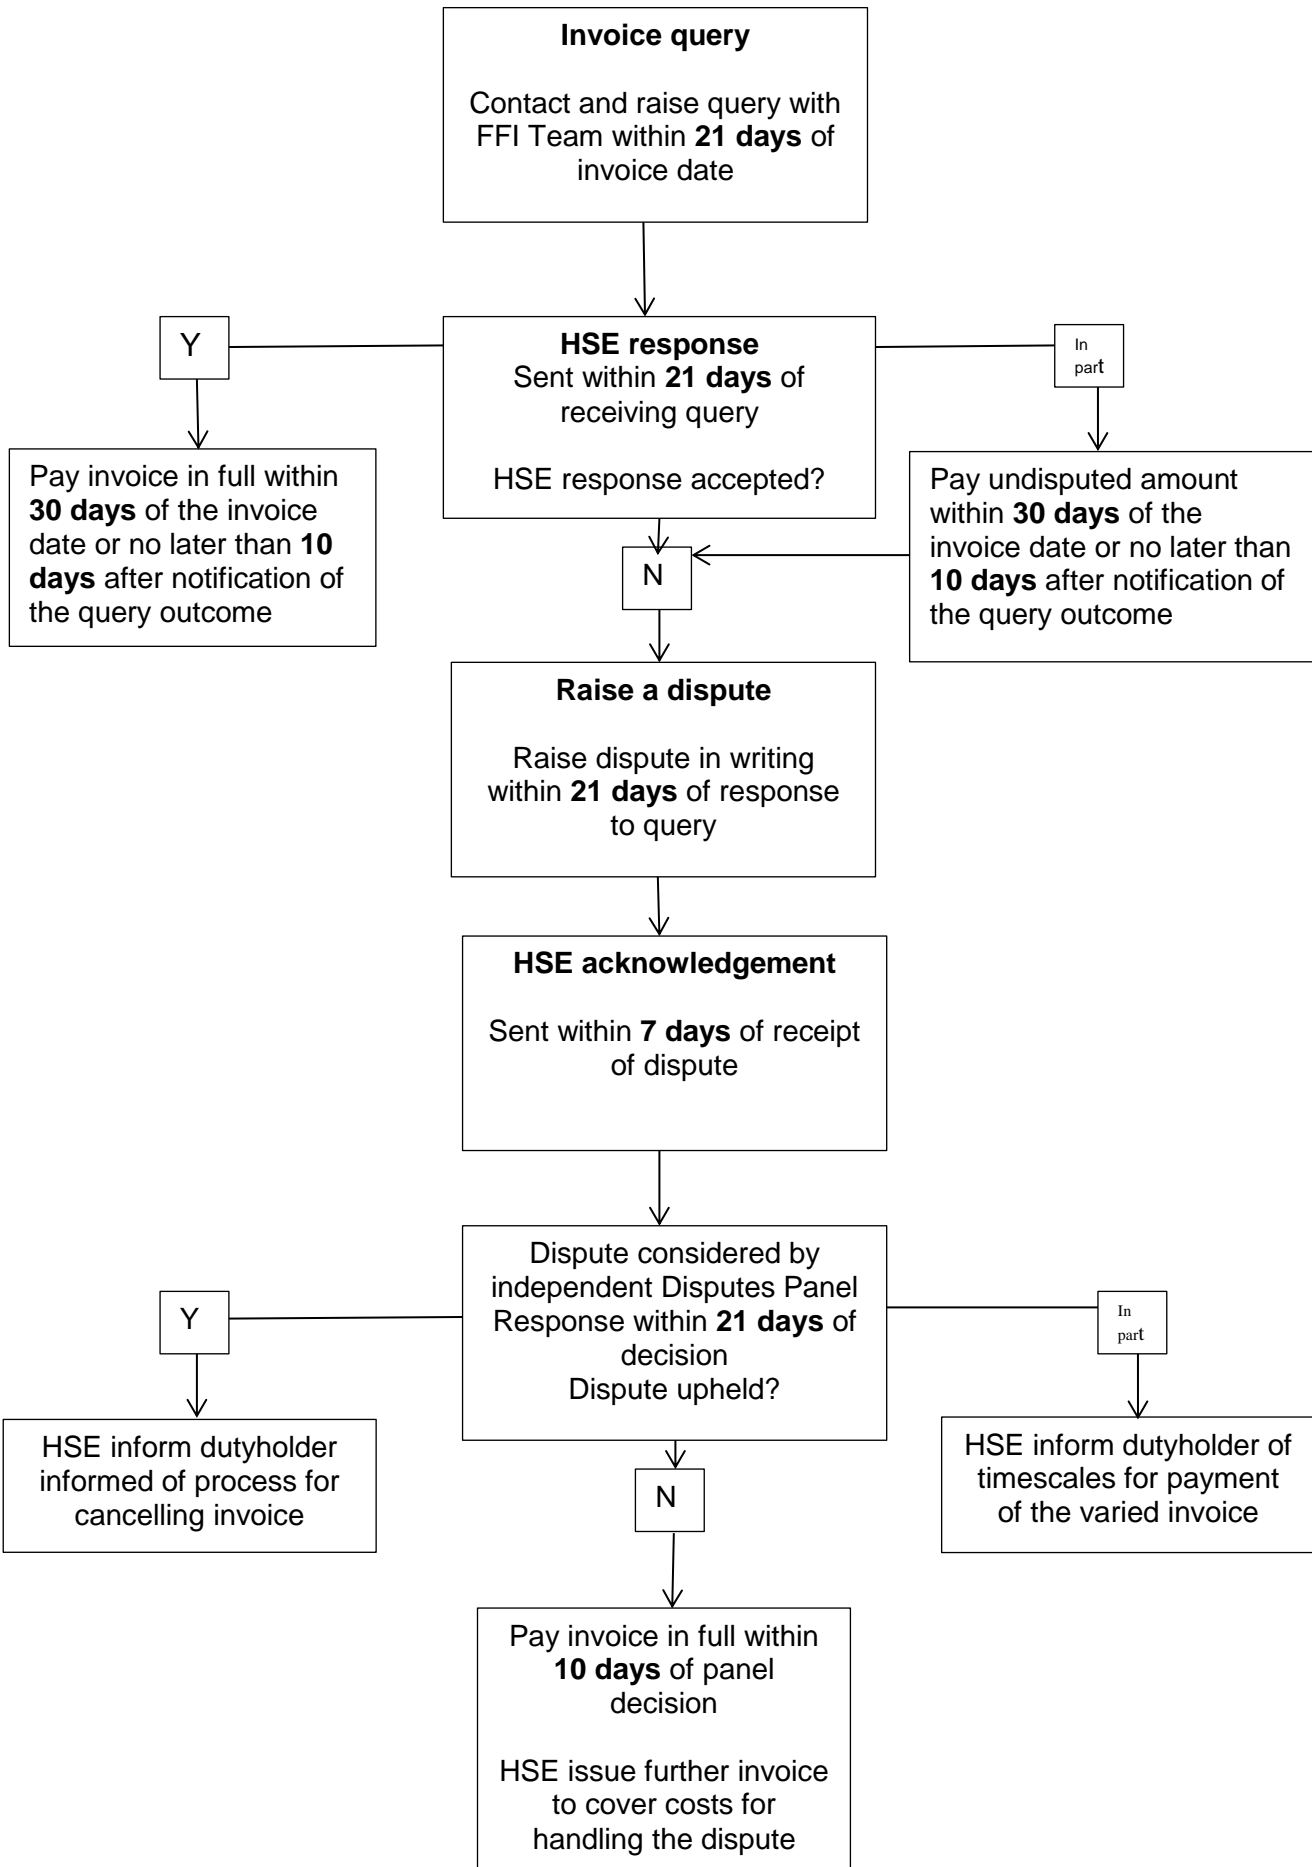 Invoice query
Contact and raise query with
FFI Team within 21 days of
invoice date
Y
HSE response
Sent within 21 days of
receiving query
HSE response accepted?
In
part
Pay invoice in full within
30 days of the invoice
date or no later than 10
days after notification of
the query outcome
Pay undisputed amount
within 30 days of the
invoice date or no later than
10 days after notification of
the query outcome
N
Raise a dispute
Raise dispute in writing
within 21 days of response
to query
HSE acknowledgement
Sent within 7 days of receipt
of dispute
Dispute considered by
independent Disputes Panel
Response within 21 days of
decision
Dispute upheld?
Y
In
part
HSE inform dutyholder
informed of process for
cancelling invoice
HSE inform dutyholder of
timescales for payment
of the varied invoice
N
Pay invoice in full within
10 days of panel
decision
HSE issue further invoice
to cover costs for
handling the dispute